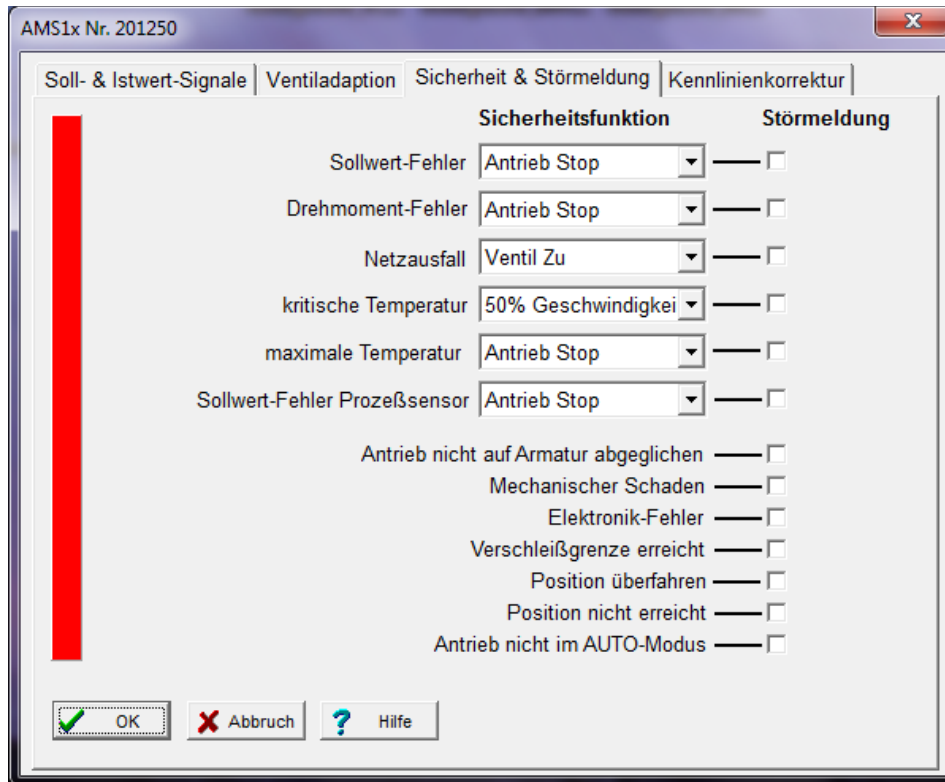 AMS1x Nr. 201250
Soll- & Istwert-Signale Ventiladaption Sicherheit & Störmeldung Kennlinienkorrektur
Sicherheitsfunktion Störmeldung
Sollwert-Fehler Antrieb Stop
Drehmoment-Fehler Antrieb Stop
Netzausfall Ventil Zu
kritische Temperatur 50% Geschwindigkei
maximale Temperatur Antrieb Stop
Sollwert-Fehler Prozeßsensor Antrieb Stop
Antrieb nicht auf Armatur abgeglichen
Mechanischer Schaden
Elektronik-Fehler
Verschleißgrenze erreicht
Position überfahren
Position nicht erreicht
Antrieb nicht im AUTO-Modus
OK Abbruch Hilfe